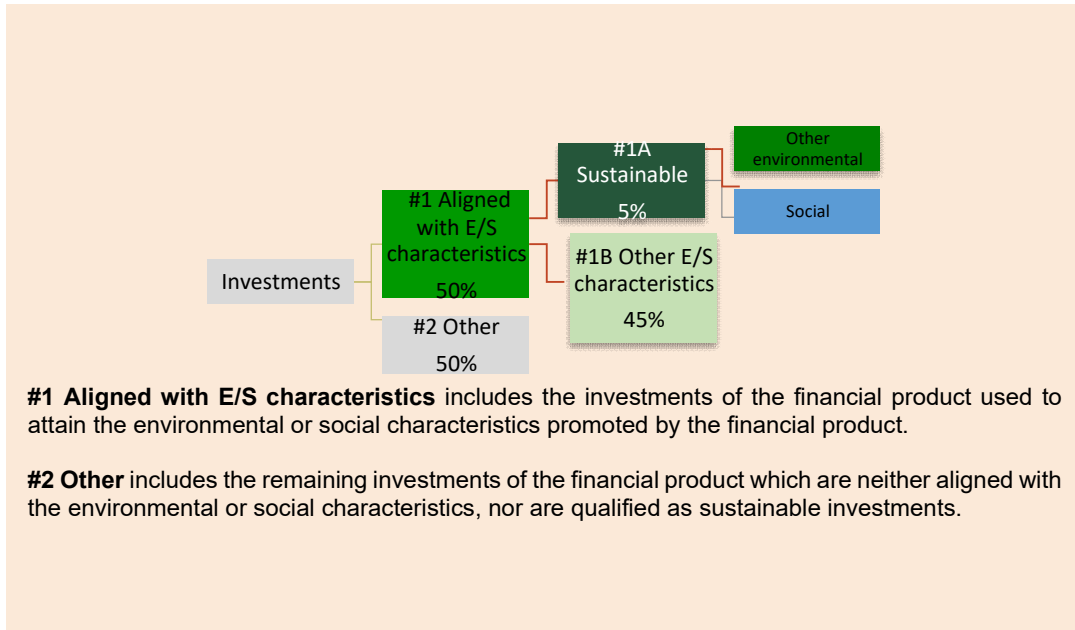 Investments
#1 Aligned
with E/S
characteristics
50%
#2 Other
50%
#1A
Sustainable
5%
#1B Other E/S
characteristics
45%
Other
environmental
Social
#1 Aligned with E/S characteristics includes the investments of the financial product used to
attain the environmental or social characteristics promoted by the financial product.
#2 Other includes the remaining investments of the financial product which are neither aligned with
the environmental or social characteristics, nor are qualified as sustainable investments.